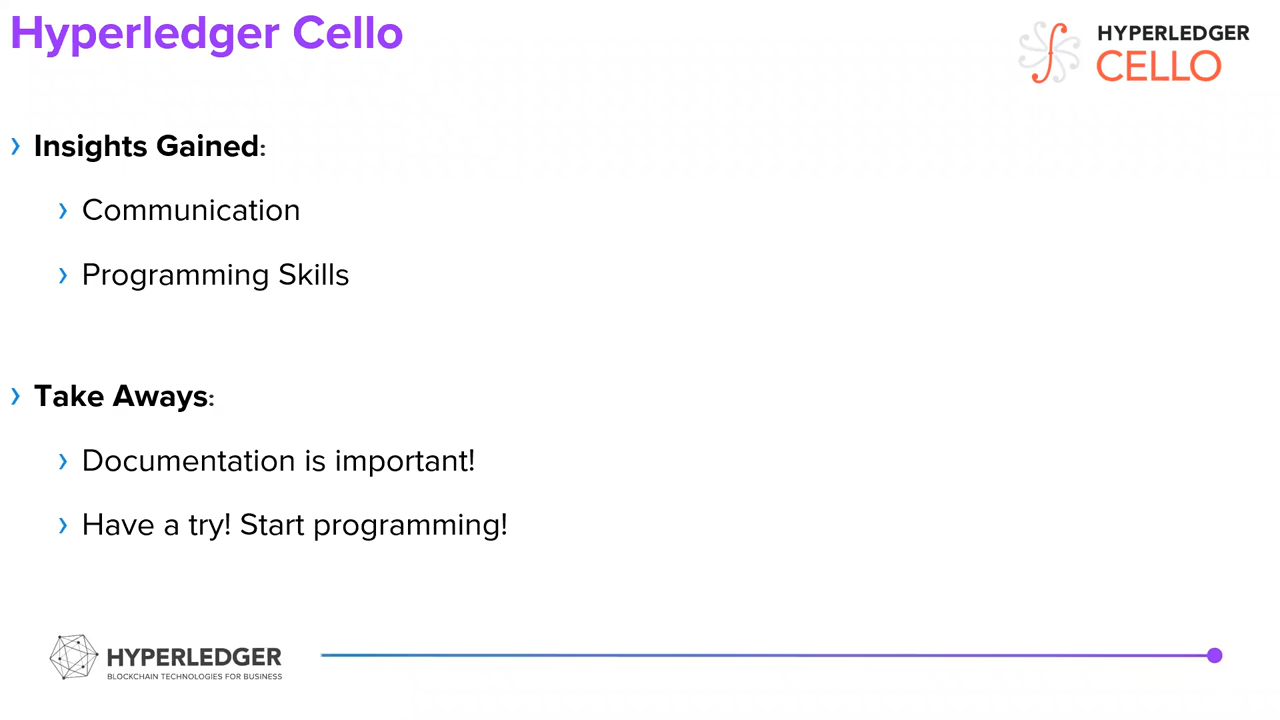 Hyperledger Cello
HYPERLEDGER
CELLO
› Insights Gained:
› Communication
› Programming Skills
› Take Aways:
› Documentation is important!
› Have a try! Start programming!
HYPERLEDGER
BLOCKCHAIN TECHNOLOGIES FOR BUSINESS